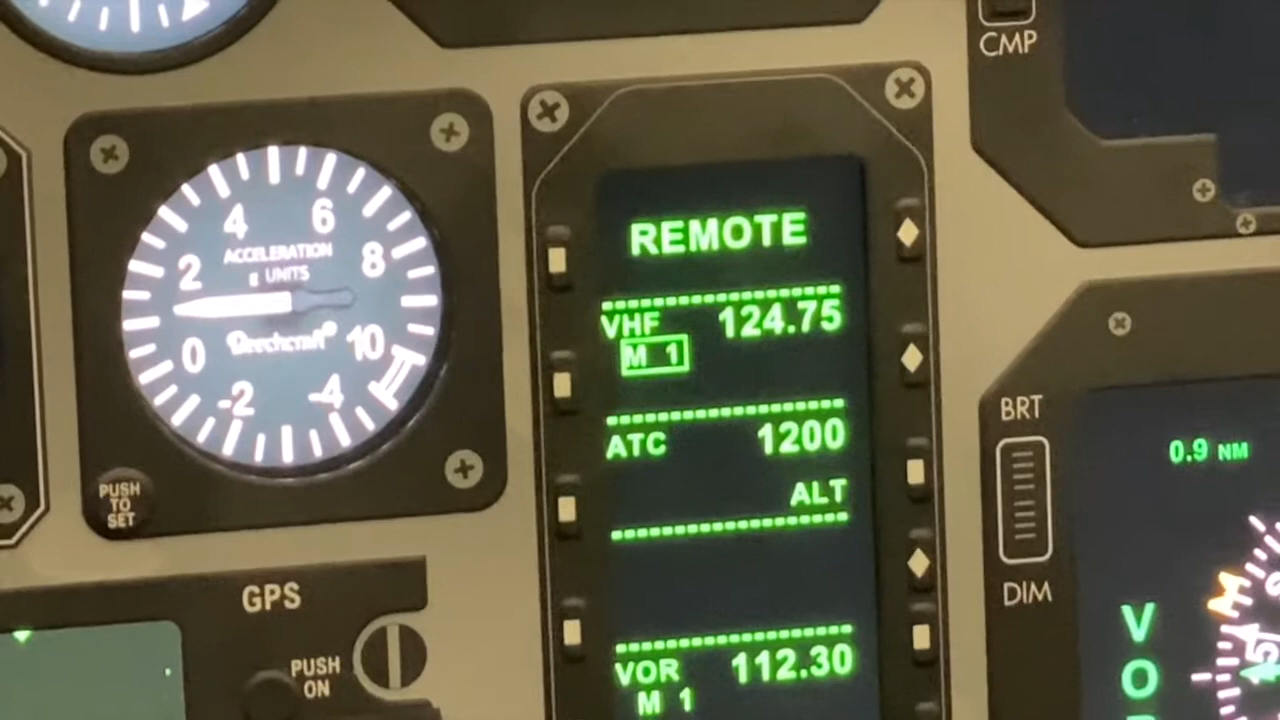 CMP
4 6
ACCELERATION
g UNITS
2 8
Beechcraft
0 10
-2 -4
PUSH
TO
SET
REMOTE
VHF 124.75
M 1
ATC 1200
ALT
VOR 112.30
M 1
GPS
PUSH
ON
BRT
DIM
0.9 NM
V
O
M
15